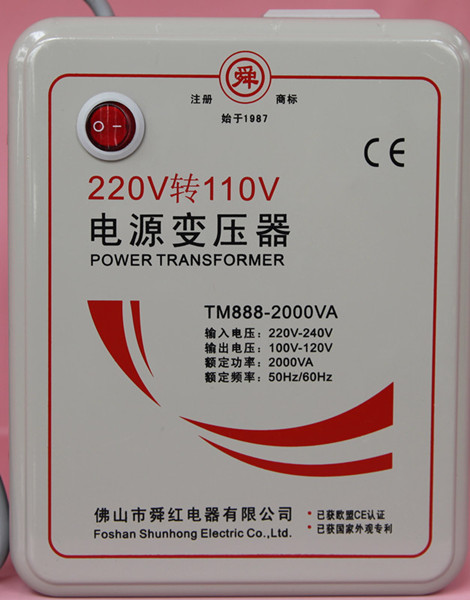 舜
注册 商标
始于1987
CE
220V转110V
电源变压器
POWER TRANSFORMER
TM888-2000VA
输入电压：220V-240V
输出电压：100V-120V
额定功率：2000VA
额定频率：50Hz/60Hz
佛山市舜红电器有限公司
Foshan Shunhong Electric Co.,Ltd.
·已获欧盟CE认证
·已获国家外观专利